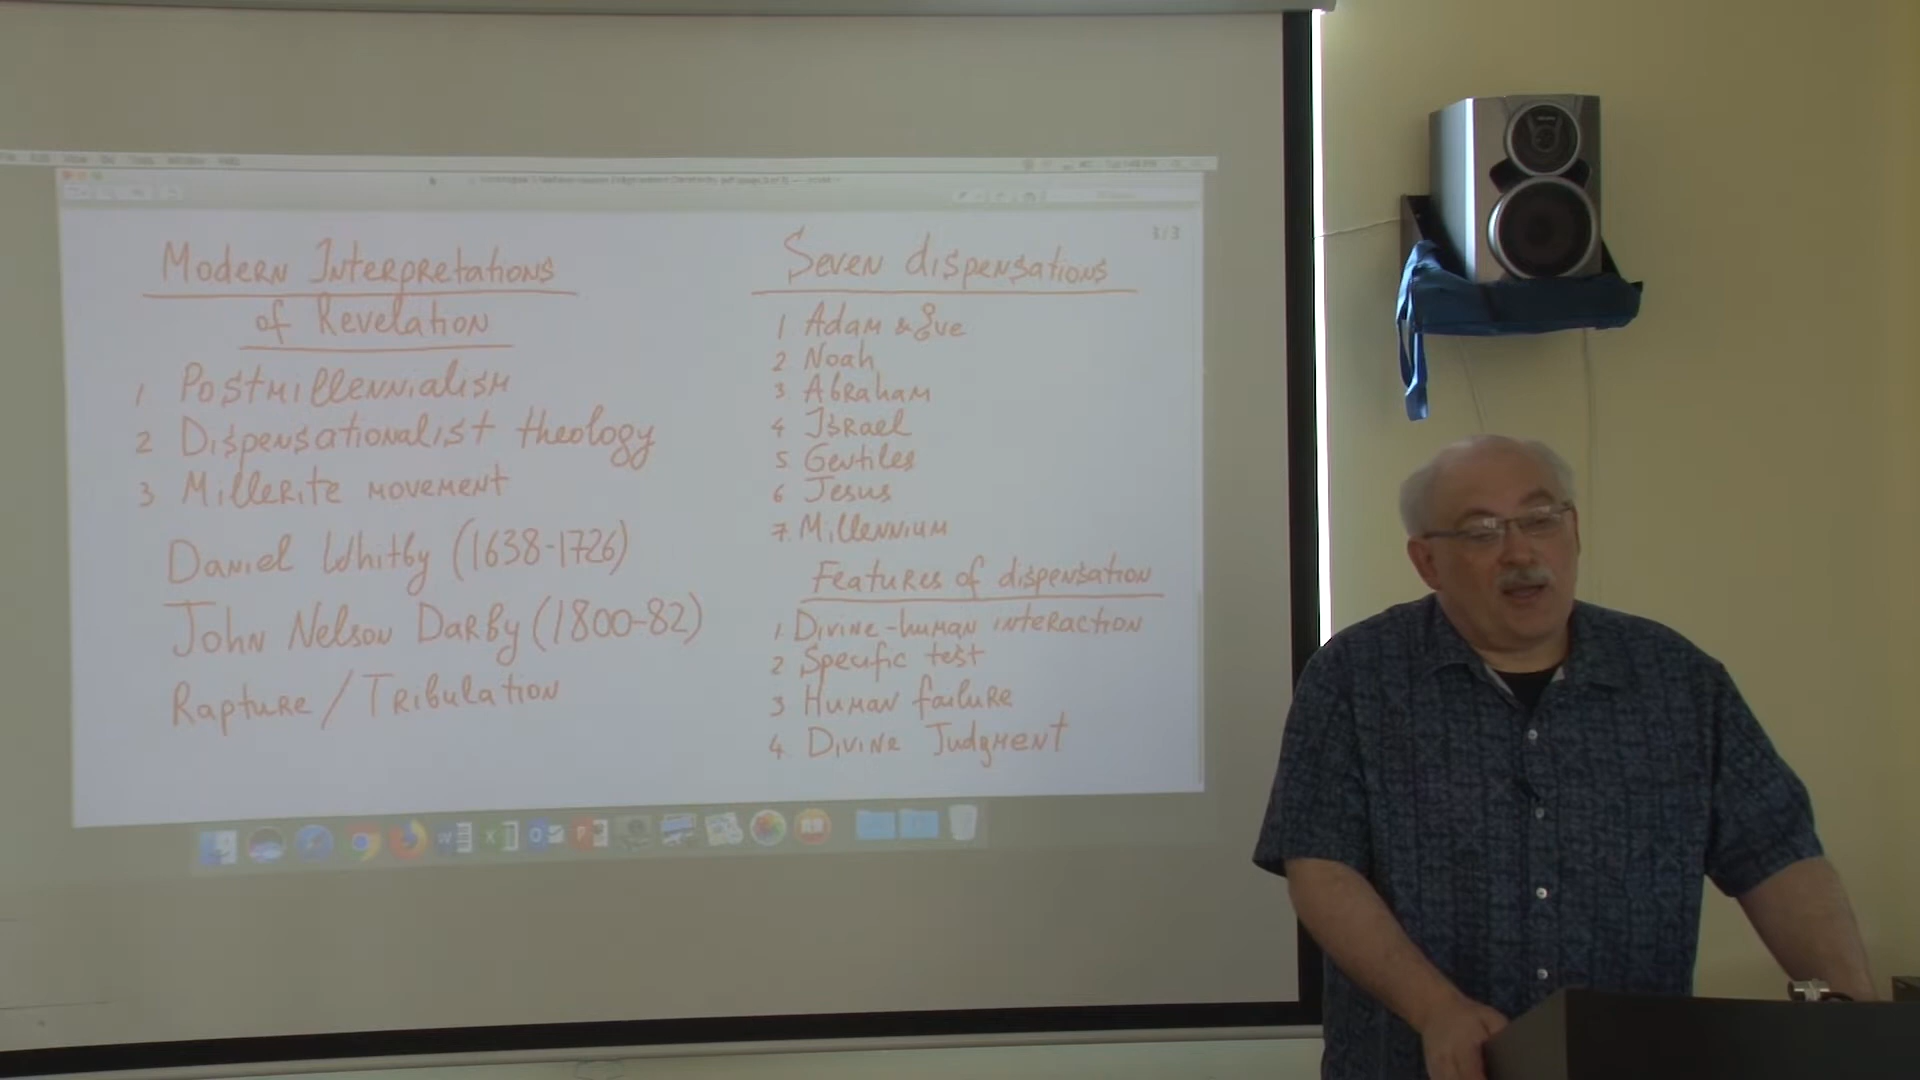 Modern Interpretations
of Revelation
1 Postmillennialism
2 Dispensationalist theology
3 Millerite movement
Daniel Whitby (1638-1726)
John Nelson Darby (1800-82)
Rapture / Tribulation
3/3
Seven dispensations
1 Adam & Eve
2 Noah
3 Abraham
4 Israel
5 Gentiles
6 Jesus
7. Millennium
Features of dispensation
1. Divine-human interaction
2 Specific test
3 Human failure
4. Divine Judgment